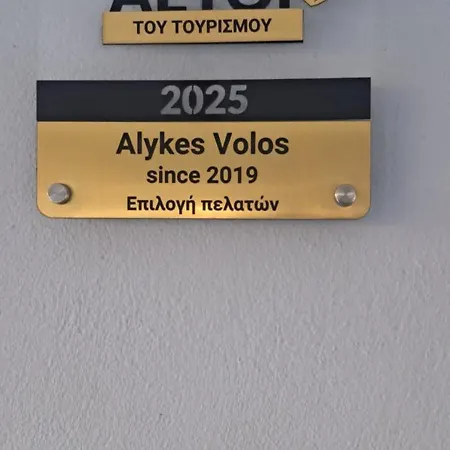 ΤΟΥ ΤΟΥΡΙΣΜΟΥ
2025
Alykes Volos
since 2019
Επιλογή πελατών